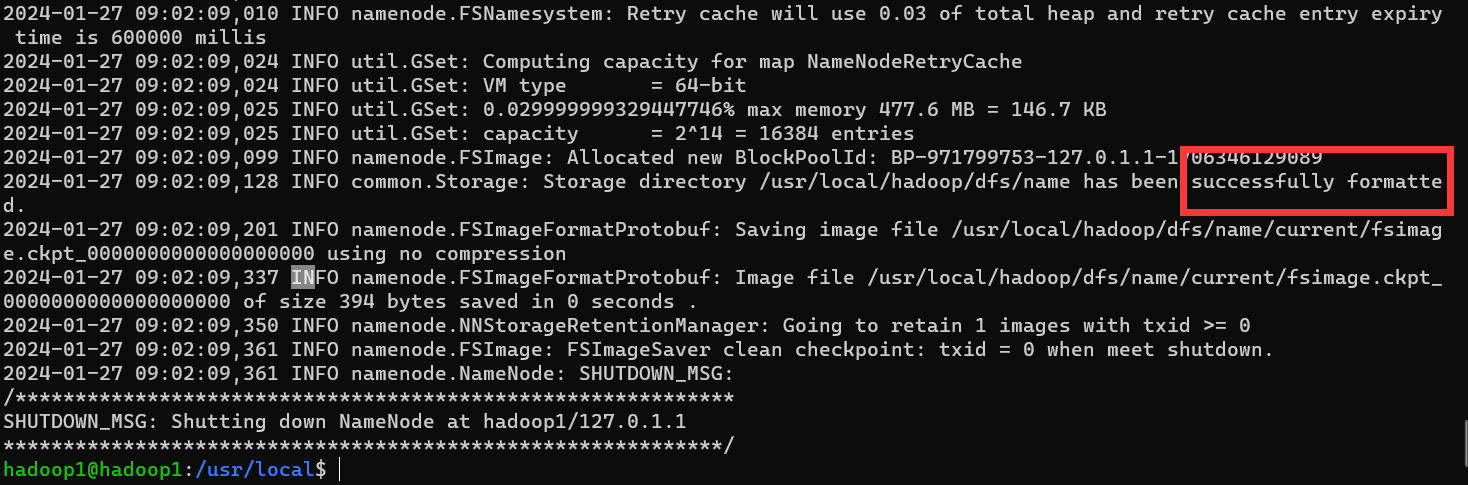 2024-01-27 09:02:09,010 INFO namenode.FSNamesystem: Retry cache will use 0.03 of total heap and retry cache entry expiry
 time is 600000 millis
2024-01-27 09:02:09,024 INFO util.GSet: Computing capacity for map NameNodeRetryCache
2024-01-27 09:02:09,024 INFO util.GSet: VM type       = 64-bit
2024-01-27 09:02:09,025 INFO util.GSet: 0.029999999329447746% max memory 477.6 MB = 146.7 KB
2024-01-27 09:02:09,025 INFO util.GSet: capacity      = 2^14 = 16384 entries
2024-01-27 09:02:09,099 INFO namenode.FSImage: Allocated new BlockPoolId: BP-971799753-127.0.1.1-1706346129089
2024-01-27 09:02:09,128 INFO common.Storage: Storage directory /usr/local/hadoop/dfs/name has been successfully formatte
d.
2024-01-27 09:02:09,201 INFO namenode.FSImageFormatProtobuf: Saving image file /usr/local/hadoop/dfs/name/current/fsimag
e.ckpt_0000000000000000000 using no compression
2024-01-27 09:02:09,337 INFO namenode.FSImageFormatProtobuf: Image file /usr/local/hadoop/dfs/name/current/fsimage.ckpt_
0000000000000000000 of size 394 bytes saved in 0 seconds .
2024-01-27 09:02:09,350 INFO namenode.NNStorageRetentionManager: Going to retain 1 images with txid >= 0
2024-01-27 09:02:09,361 INFO namenode.FSImage: FSImageSaver clean checkpoint: txid = 0 when meet shutdown.
2024-01-27 09:02:09,361 INFO namenode.NameNode: SHUTDOWN_MSG:
/************************************************************
SHUTDOWN_MSG: Shutting down NameNode at hadoop1/127.0.1.1
************************************************************/
hadoop1@hadoop1:/usr/local$